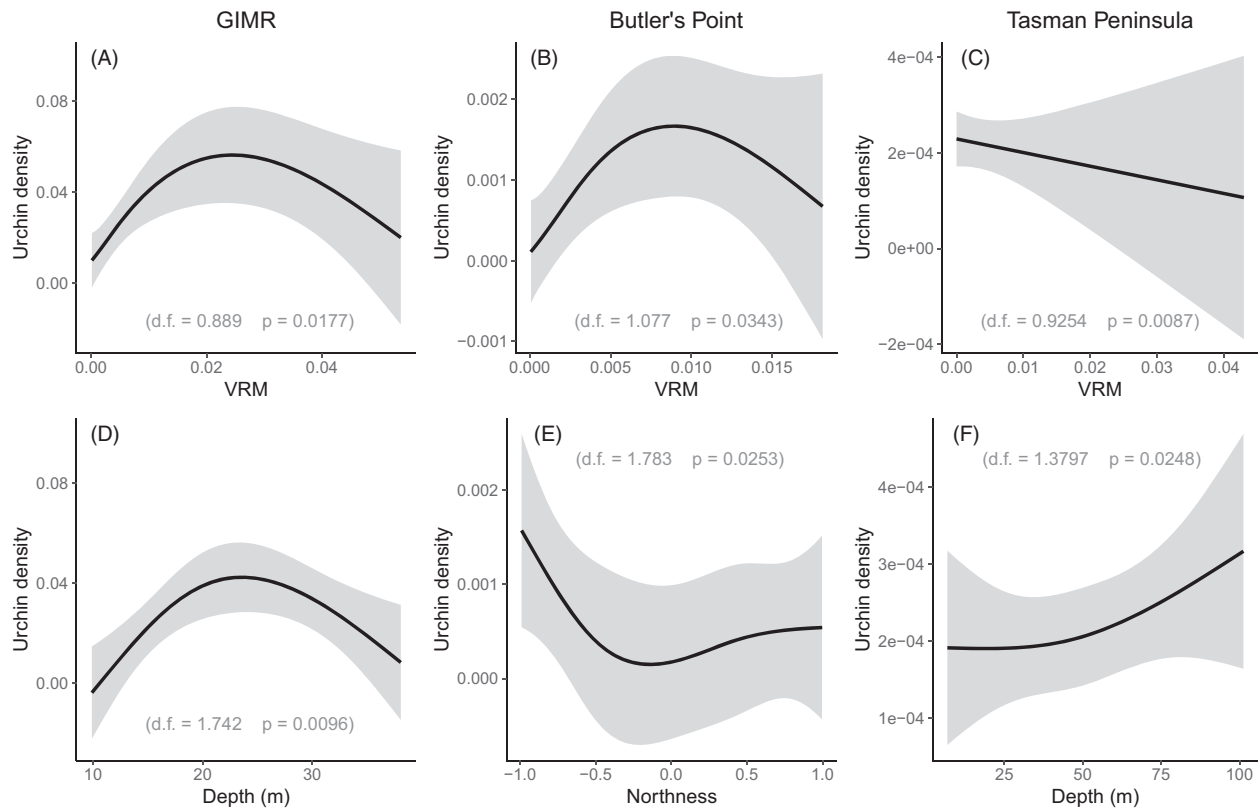 GIMR
Butler's Point
Tasman Peninsula
(A)
Urchin density
0.08
0.04
0.00
(d.f. = 0.889 p = 0.0177)
0.00 0.02 0.04
VRM
(B)
Urchin density
0.002
0.001
0.000
−0.001
(d.f. = 1.077 p = 0.0343)
0.000 0.005 0.010 0.015
VRM
(C)
Urchin density
4e−04
2e−04
0e+00
−2e−04
(d.f. = 0.9254 p = 0.0087)
0.00 0.01 0.02 0.03 0.04
VRM
(D)
Urchin density
0.08
0.04
0.00
(d.f. = 1.742 p = 0.0096)
10 20 30
Depth (m)
(E)
(d.f. = 1.783 p = 0.0253)
Urchin density
0.002
0.001
0.000
−1.0 −0.5 0.0 0.5 1.0
Northness
(F)
(d.f. = 1.3797 p = 0.0248)
Urchin density
4e−04
3e−04
2e−04
1e−04
25 50 75 100
Depth (m)